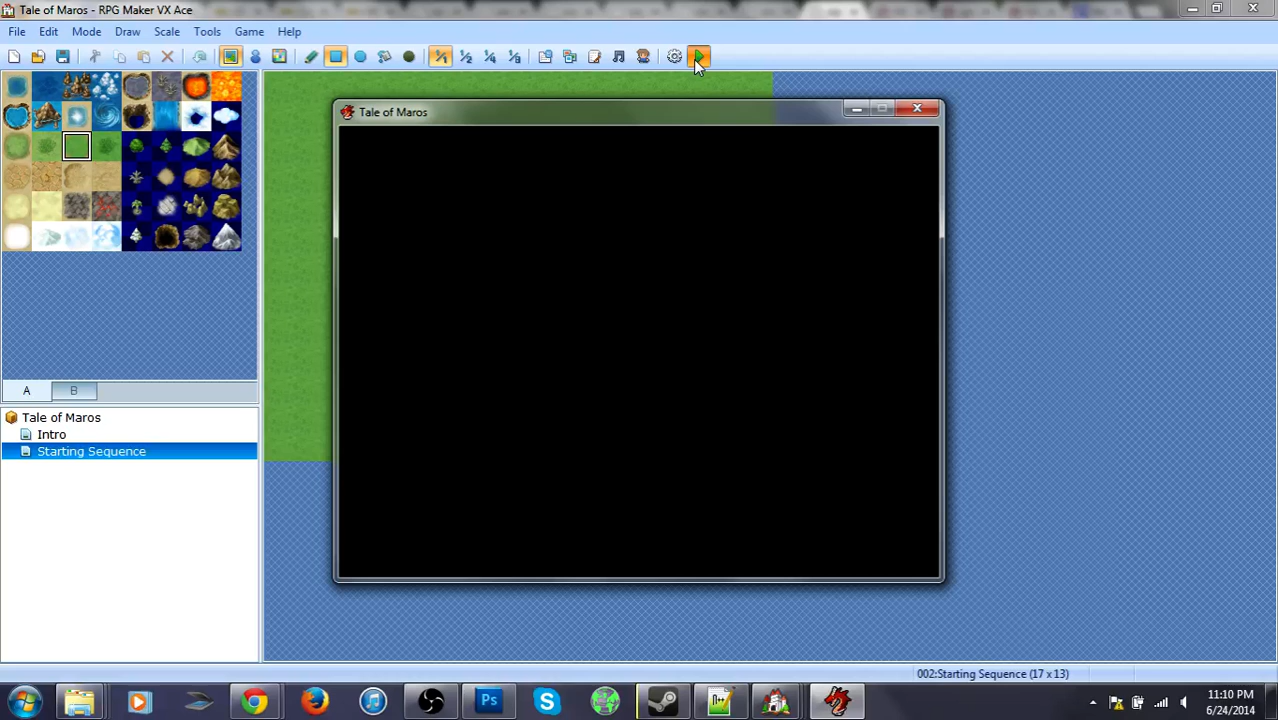 Tale of Maros - RPG Maker VX Ace
File Edit Mode Draw Scale Tools Game Help
Tale of Maros
A B
Tale of Maros
Intro
Starting Sequence
002:Starting Sequence (17 x 13)
Ps
11:10 PM
6/24/2014